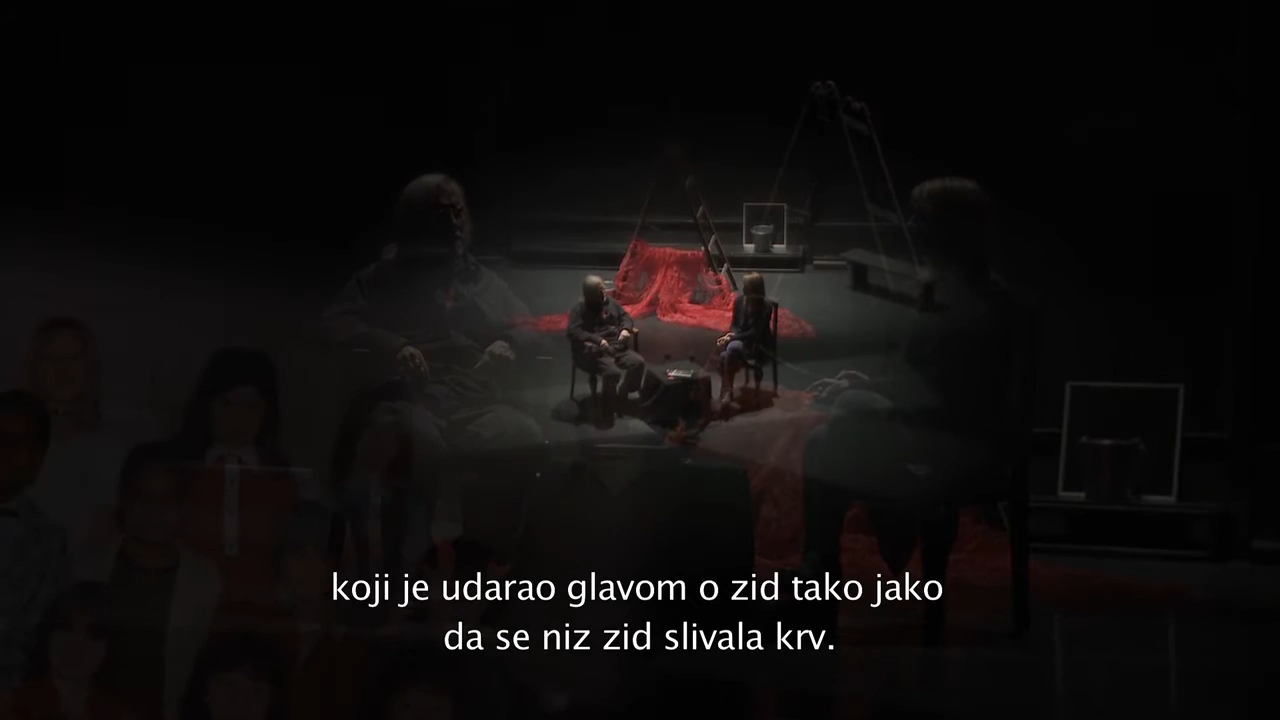 koji je udarao glavom o zid tako jako
da se niz zid slivala krv.